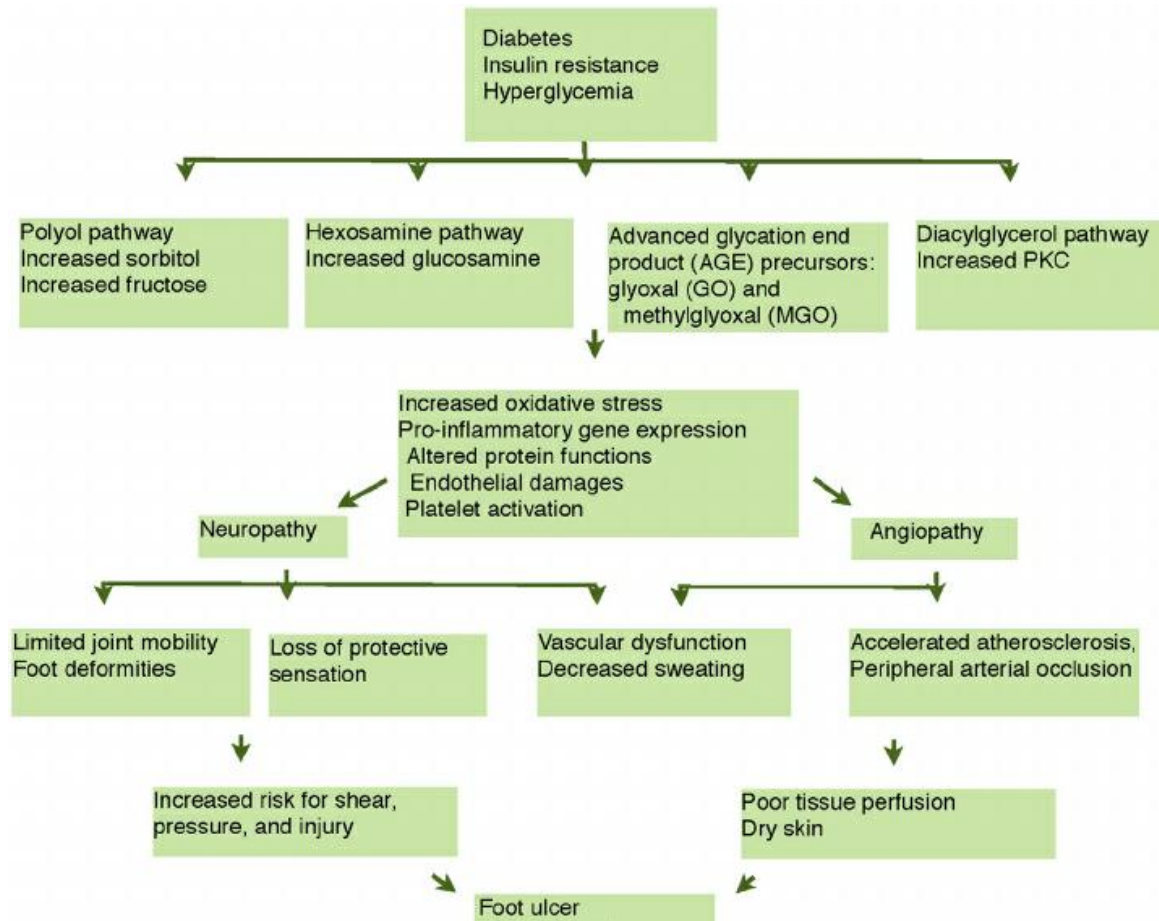 Diabetes
Insulin resistance
Hyperglycemia
Polyol pathway
Increased sorbitol
Increased fructose
Hexosamine pathway
Increased glucosamine
Advanced glycation end
product (AGE) precursors:
glyoxal (GO) and
methylglyoxal (MGO)
Diacylglycerol pathway
Increased PKC
Increased oxidative stress
Pro-inflammatory gene expression
Altered protein functions
Endothelial damages
Platelet activation
Neuropathy
Angiopathy
Limited joint mobility
Foot deformities
Loss of protective
sensation
Vascular dysfunction
Decreased sweating
Accelerated atherosclerosis,
Peripheral arterial occlusion
Increased risk for shear,
pressure, and injury
Poor tissue perfusion
Dry skin
Foot ulcer